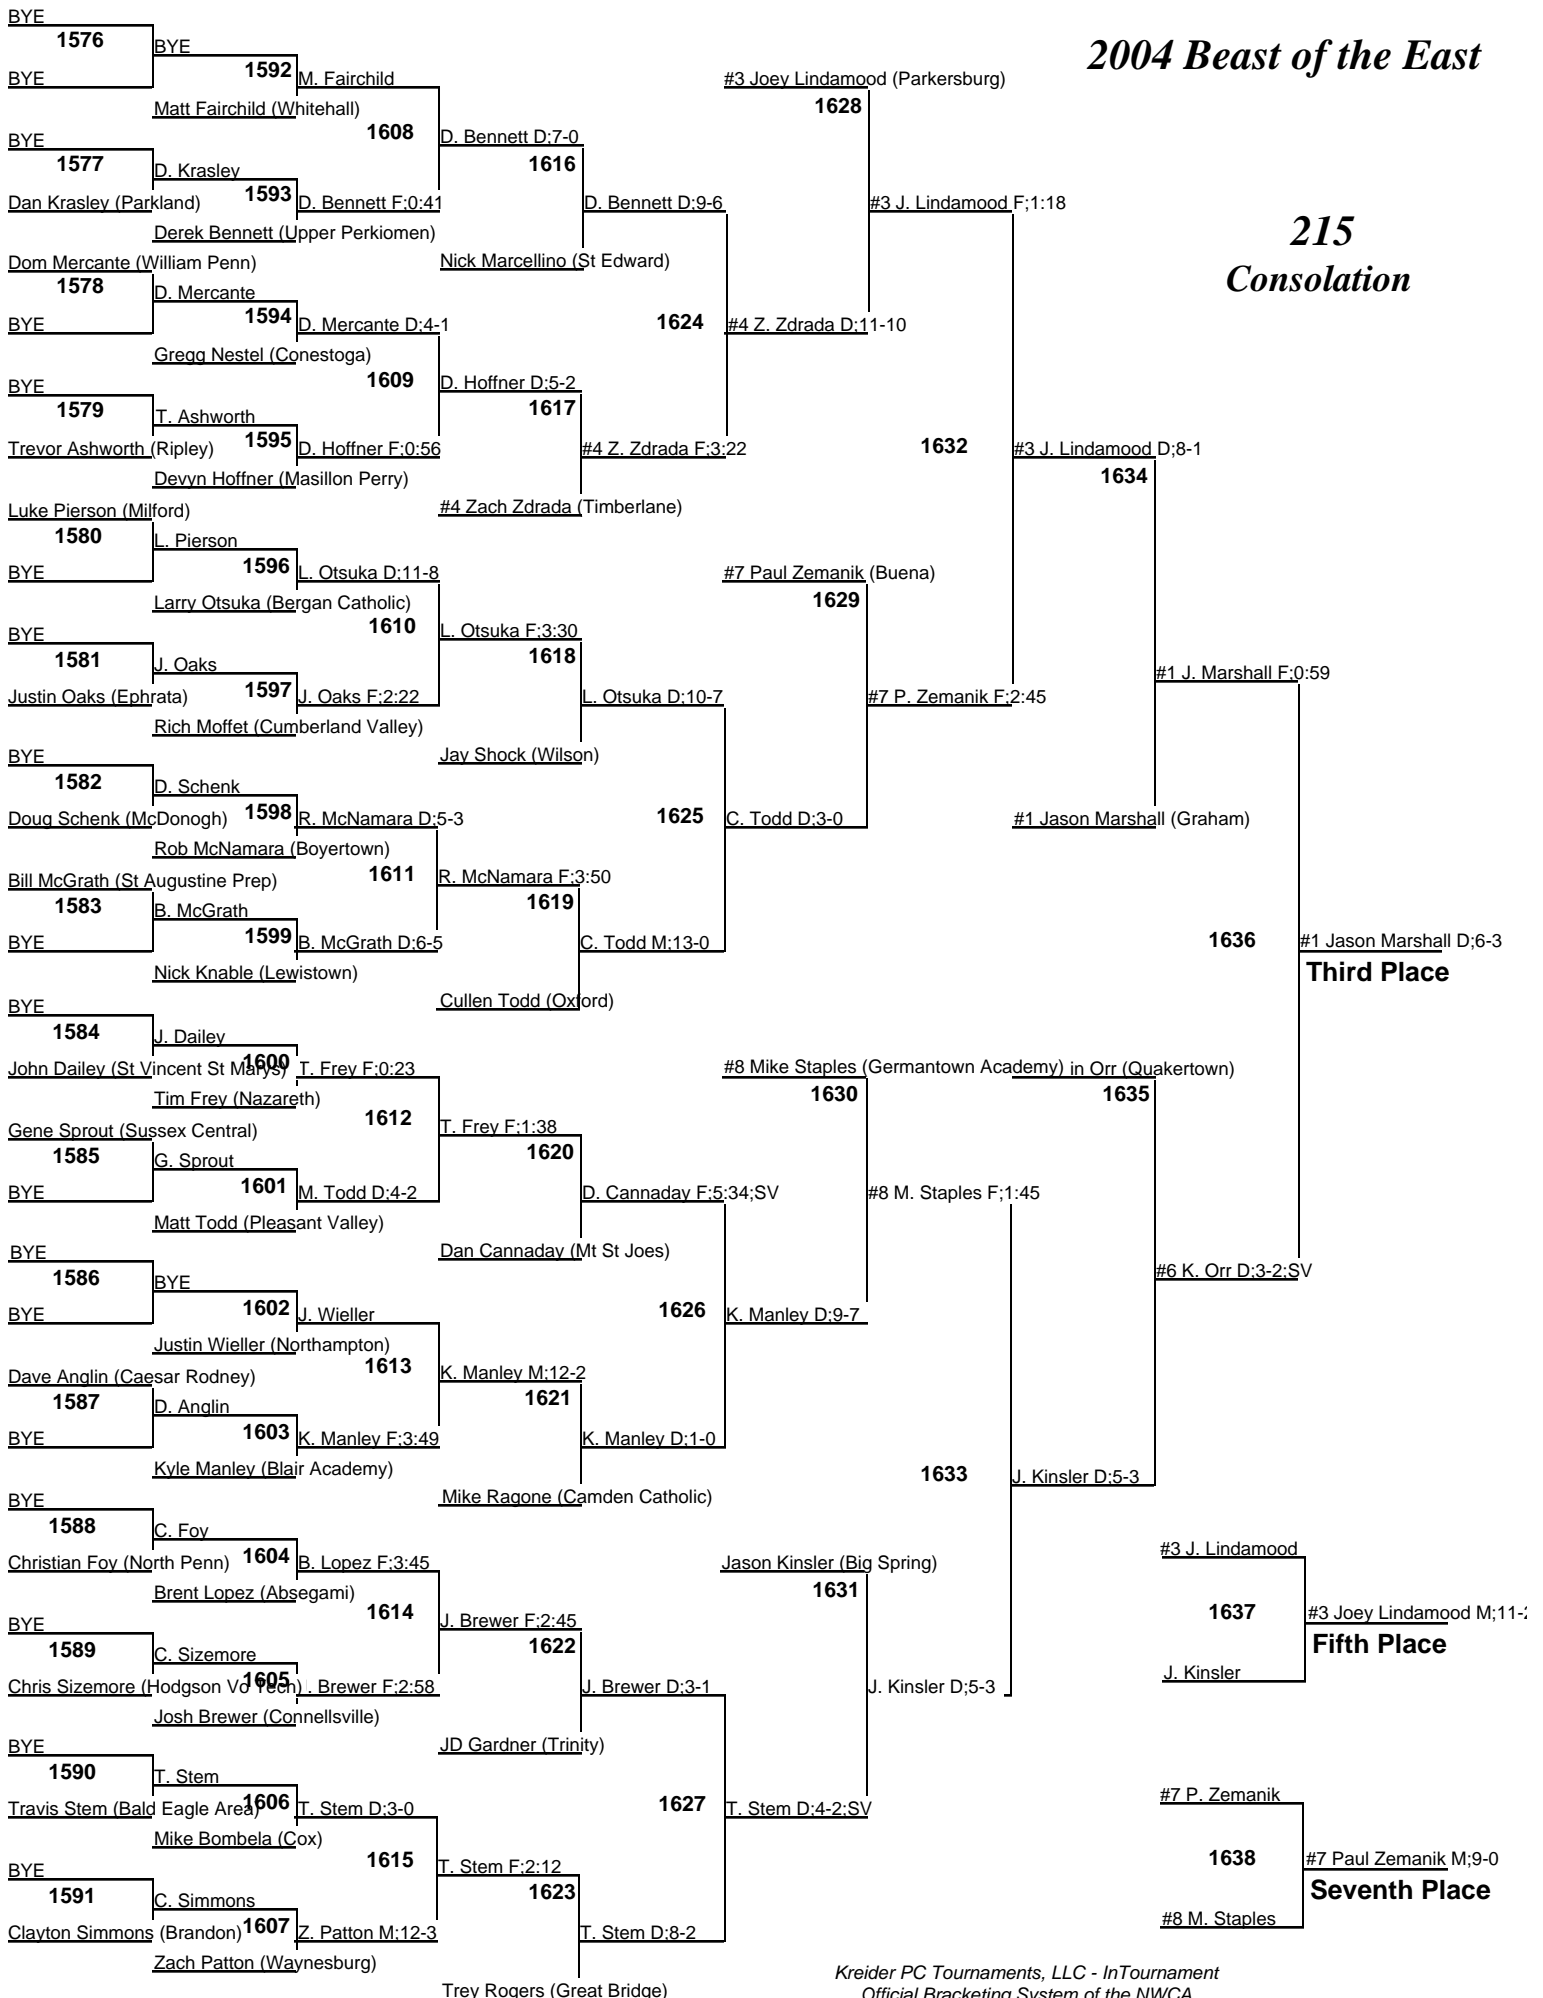 2004 Beast of the East
215
Consolation
BYE
1576
BYE
BYE
1592
M. Fairchild
Matt Fairchild (Whitehall)
1608
D. Bennett D;7-0
BYE
1577
Dan Krasley (Parkland)
D. Krasley
1593
D. Bennett F;0:41
Derek Bennett (Upper Perkiomen)
1616
D. Bennett D;9-6
Nick Marcellino (St Edward)
Dom Mercante (William Penn)
1578
BYE
D. Mercante
1594
D. Mercante D;4-1
Gregg Nestel (Conestoga)
1609
D. Hoffner D;5-2
BYE
1579
Trevor Ashworth (Ripley)
T. Ashworth
1595
D. Hoffner F;0:56
Devyn Hoffner (Masillon Perry)
1617
#4 Z. Zdrada F;3:22
#4 Zach Zdrada (Timberlane)
1624
#4 Z. Zdrada D;11-10
#3 Joey Lindamood (Parkersburg)
1628
#3 J. Lindamood F;1:18
Luke Pierson (Milford)
1580
BYE
L. Pierson
1596
L. Otsuka D;11-8
Larry Otsuka (Bergan Catholic)
1610
L. Otsuka F;3:30
BYE
1581
Justin Oaks (Ephrata)
J. Oaks
1597
J. Oaks F;2:22
Rich Moffet (Cumberland Valley)
1618
L. Otsuka D;10-7
Jay Shock (Wilson)
BYE
1582
Doug Schenk (McDonogh)
D. Schenk
1598
R. McNamara D;5-3
Rob McNamara (Boyertown)
1611
R. McNamara F;3:50
Bill McGrath (St Augustine Prep)
1583
BYE
B. McGrath
1599
B. McGrath D;6-5
Nick Knable (Lewistown)
1619
C. Todd M;13-0
Cullen Todd (Oxford)
1625
C. Todd D;3-0
#7 Paul Zemanik (Buena)
1629
#7 P. Zemanik F;2:45
1632
#3 J. Lindamood D;8-1
1634
#1 J. Marshall F;0:59
#1 Jason Marshall (Graham)
BYE
1584
John Dailey (St Vincent St Marys)
J. Dailey
1600
T. Frey F;0:23
Tim Frey (Nazareth)
1612
T. Frey F;1:38
Gene Sprout (Sussex Central)
1585
BYE
G. Sprout
1601
M. Todd D;4-2
Matt Todd (Pleasant Valley)
1620
D. Cannaday F;5:34;SV
Dan Cannaday (Mt St Joes)
BYE
1586
BYE
BYE
1602
J. Wieller
Justin Wieller (Northampton)
1613
K. Manley M;12-2
Dave Anglin (Caesar Rodney)
1587
BYE
D. Anglin
1603
K. Manley F;3:49
Kyle Manley (Blair Academy)
1621
K. Manley D;1-0
Mike Ragone (Camden Catholic)
1626
K. Manley D;9-7
#8 Mike Staples (Germantown Academy)
1630
#8 M. Staples F;1:45
BYE
1588
Christian Foy (North Penn)
C. Foy
1604
B. Lopez F;3:45
Brent Lopez (Absegami)
1614
J. Brewer F;2:45
BYE
1589
Chris Sizemore (Hodgson Vo Tech)
C. Sizemore
1605
. Brewer F;2:58
Josh Brewer (Connellsville)
1622
J. Brewer D;3-1
JD Gardner (Trinity)
BYE
1590
Travis Stem (Bald Eagle Area)
T. Stem
1606
T. Stem D;3-0
Mike Bombela (Cox)
1615
T. Stem F;2:12
BYE
1591
Clayton Simmons (Brandon)
C. Simmons
1607
Z. Patton M;12-3
Zach Patton (Waynesburg)
1623
T. Stem D;8-2
Trey Rogers (Great Bridge)
1627
T. Stem D;4-2;SV
Jason Kinsler (Big Spring)
1631
J. Kinsler D;5-3
1633
J. Kinsler D;5-3
in Orr (Quakertown)
1635
#6 K. Orr D;3-2;SV
1636
#1 Jason Marshall D;6-3
Third Place
#3 J. Lindamood
1637
J. Kinsler
#3 Joey Lindamood M;11-2
Fifth Place
#7 P. Zemanik
1638
#8 M. Staples
#7 Paul Zemanik M;9-0
Seventh Place
Kreider PC Tournaments, LLC - InTournament
Official Bracketing System of the NWCA